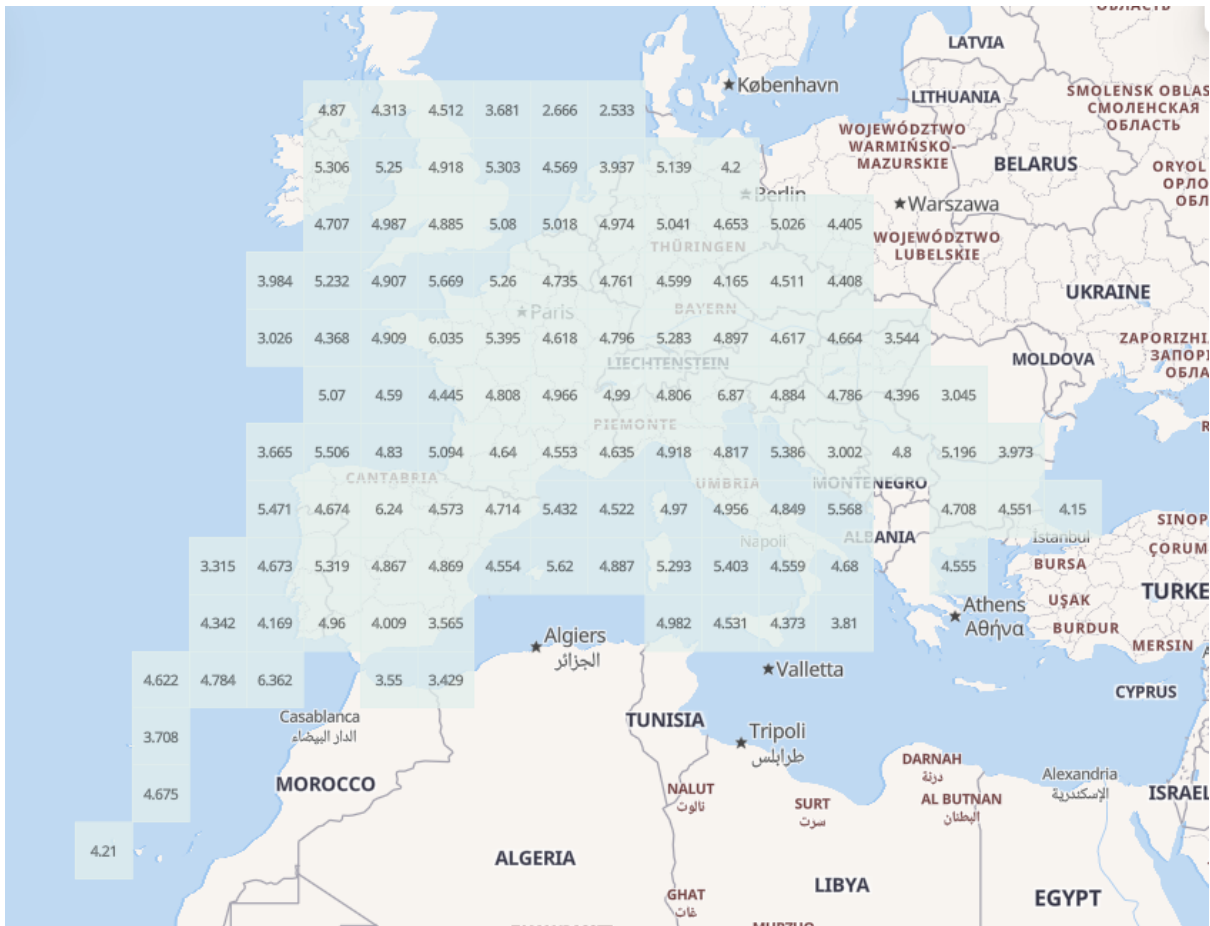 ОБЛАСТЬ
LATVIA
København
LITHUANIA
SMOLENSK OBLAS
СМОЛЕНСКАЯ
ОБЛАСТЬ
4.87 4.313 4.512 3.681 2.666 2.533
WOJEWÓDZTWO
WARMIŃSKO-
MAZURSKIE
BELARUS
ORYOL
ОРЛО
ОБЛ
5.306 5.25 4.918 5.303 4.569 3.937 5.139 4.2
Berlin
Warszawa
4.707 4.987 4.885 5.08 5.018 4.974 5.041 4.653 5.026 4.405
THÜRINGEN
WOJEWÓDZTWO
LUBELSKIE
3.984 5.232 4.907 5.669 5.26 4.735 4.761 4.599 4.165 4.511 4.408
UKRAINE
Paris
BAYERN
3.026 4.368 4.909 6.035 5.395 4.618 4.796 5.283 4.897 4.617 4.664 3.544
ZAPORIZHI
ЗАПОРІ
ОБЛА
LIECHTENSTEIN
MOLDOVA
5.07 4.59 4.445 4.808 4.966 4.99 4.806 6.87 4.884 4.786 4.396 3.045
PIEMONTE
R
3.665 5.506 4.83 5.094 4.64 4.553 4.635 4.918 4.817 5.386 3.002 4.8 5.196 3.973
CANTABRIA
UMBRIA
MONTENEGRO
NEGRO
5.471 4.674 6.24 4.573 4.714 5.432 4.522 4.97 4.956 4.849 5.568 4.708 4.551 4.15
SINOP
Napoli
ALBANIA
Istanbul
ÇORUM
3.315 4.673 5.319 4.867 4.869 4.554 5.62 4.887 5.293 5.403 4.559 4.68 4.555
BURSA
TURKE
UŞAK
Athens
Αθήνα
4.342 4.169 4.96 4.009 3.565 4.982 4.531 4.373 3.81
BURDUR
MERSIN
Algiers
الجزائر
Valletta
4.622 4.784 6.362 3.55 3.429
CYPRUS
Casablanca
الدار البيضاء
TUNISIA
Tripoli
طرابلس
3.708
DARNAH
درنة
MOROCCO
4.675
NALUT
نالوت
SURT
سرت
AL BUTNAN
البطنان
Alexandria
الإسكندرية
ISRAEL
4.21
ALGERIA
LIBYA
EGYPT
GHAT
غات